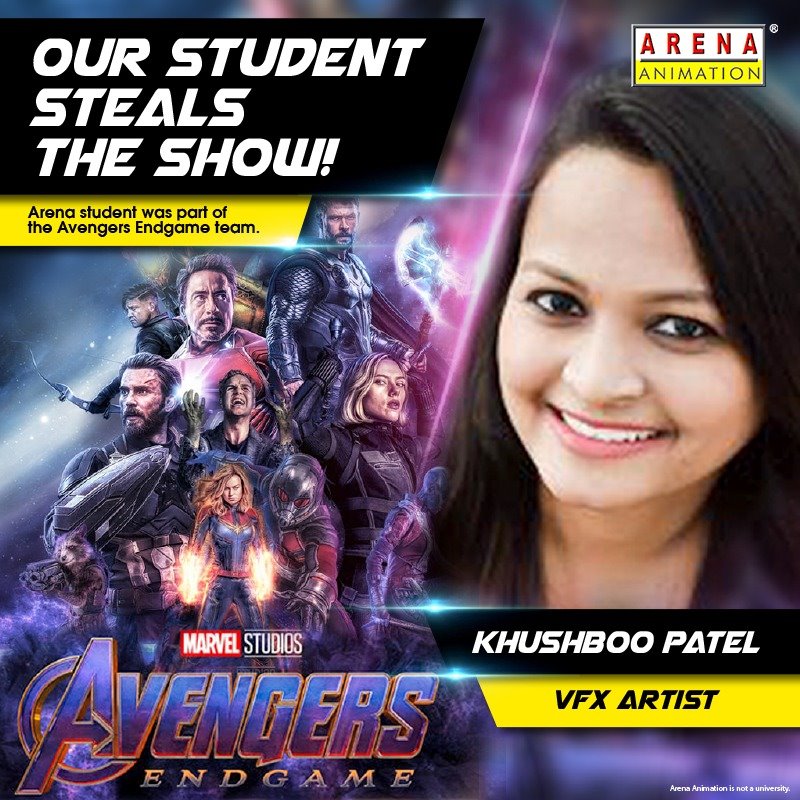 OUR STUDENT
STEALS
THE SHOW!
ARENA®
ANIMATION
Arena student was part of
the Avengers Endgame team.
MARVEL STUDIOS
AVENGERS
ENDGAME
KHUSHBOO PATEL
VFX ARTIST
Arena Animation is not a university.